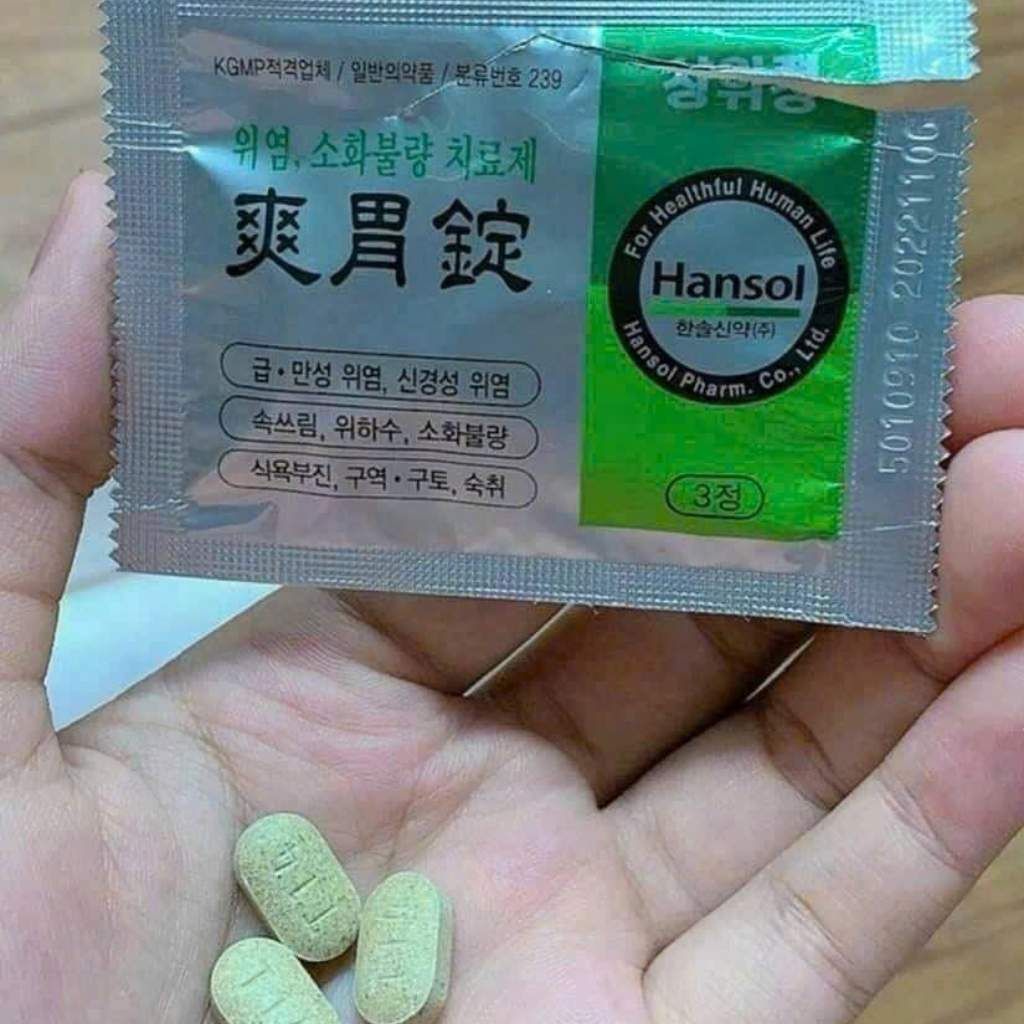 KGMP적격업체 / 일반의약품 / 분류번호 239
위염, 소화불량 치료제
爽胃錠
급·만성 위염, 신경성 위염
속쓰림, 위하수, 소화불량
식욕부진, 구역·구토, 숙취
상위정
For Healthful Human Life
Hansol
한솔신약(주)
Hansol Pharm. Co., Ltd.
3정
5010910 20221106